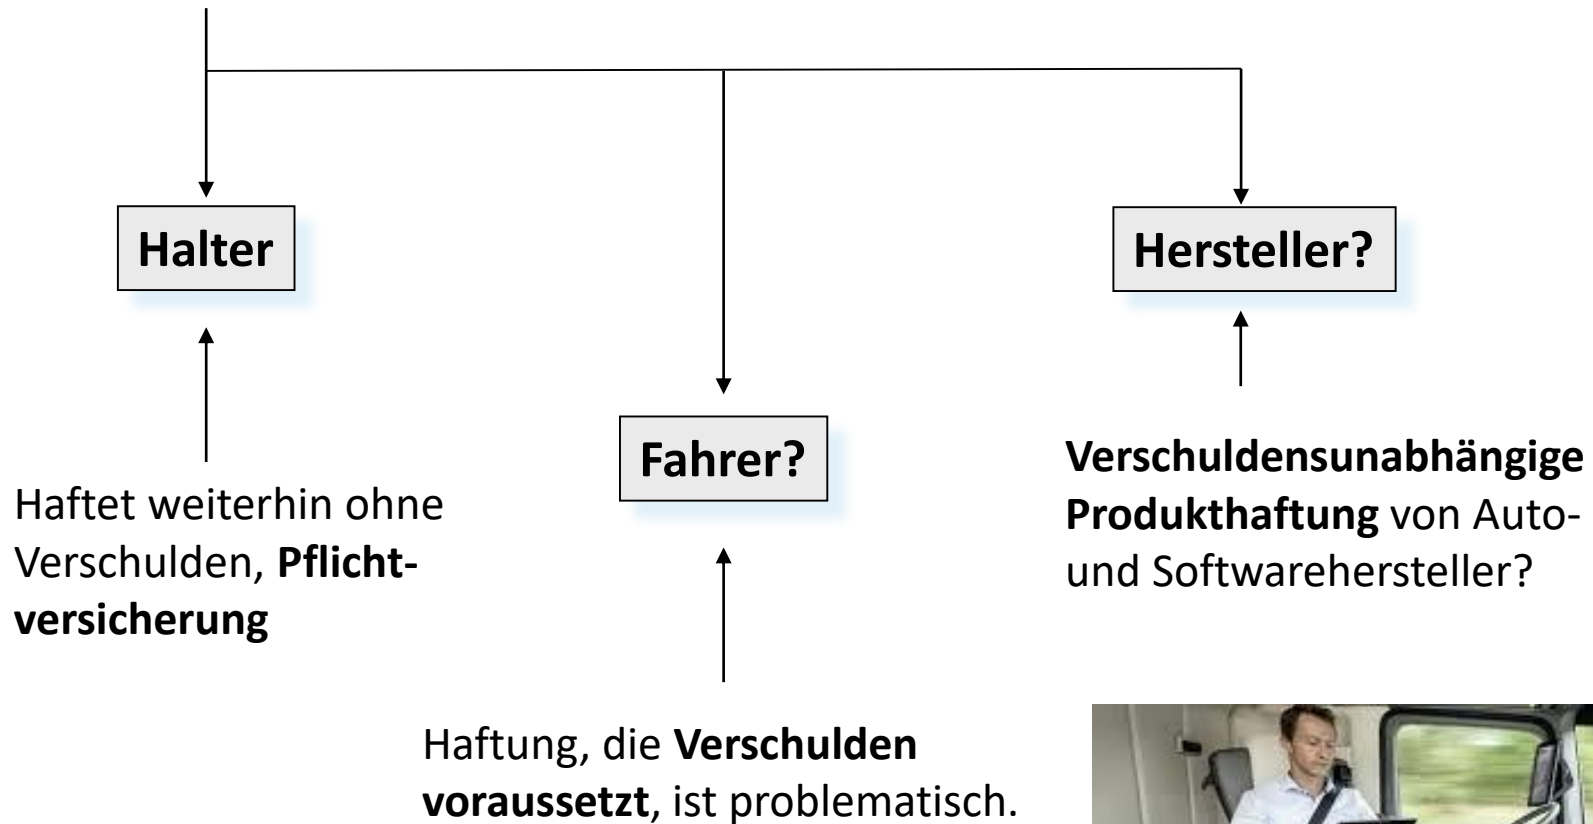 Halter
Hersteller?
Fahrer?
Haftet weiterhin ohne
Verschulden, Pflicht-
versicherung
Verschuldensunabhängige
Produkthaftung von Auto-
und Softwarehersteller?
Haftung, die Verschulden
voraussetzt, ist problematisch.